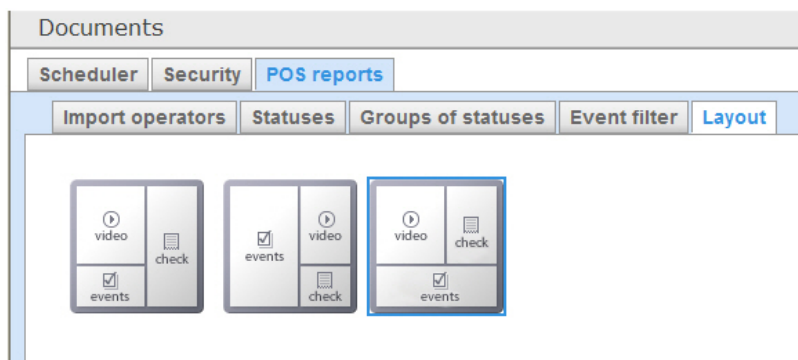 Documents
Scheduler Security POS reports
Import operators Statuses Groups of statuses Event filter Layout
video
check
events
events
video
check
video
check
events